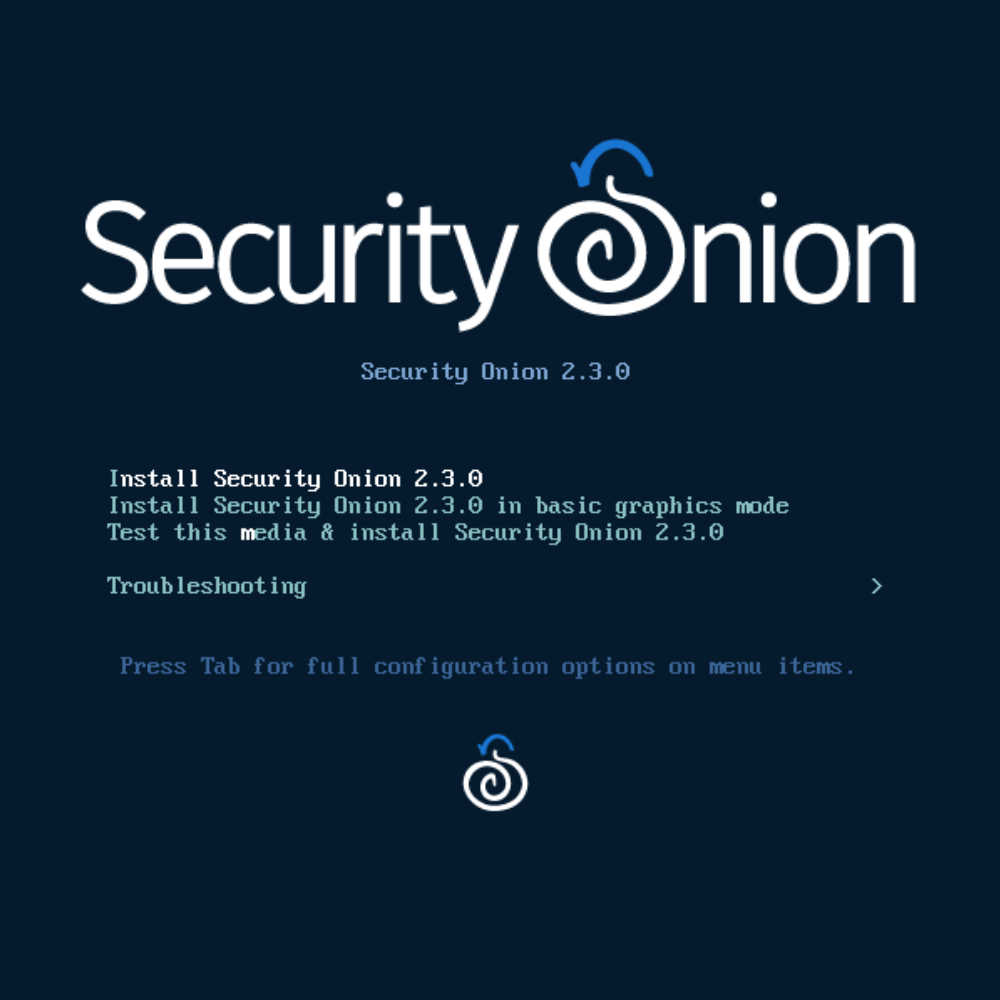 Security Onion
Security Onion 2.3.0
Install Security Onion 2.3.0
Install Security Onion 2.3.0 in basic graphics mode
Test this media & install Security Onion 2.3.0
Troubleshooting >
Press Tab for full configuration options on menu items.